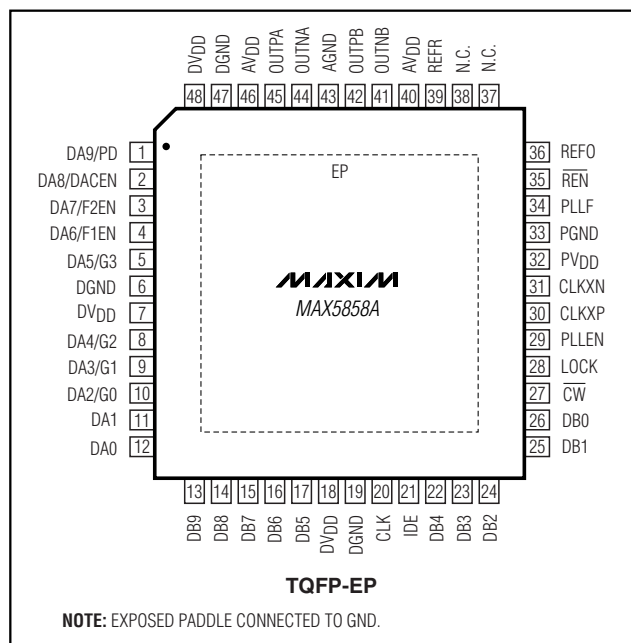 DVDD DGND AVDD OUTPA OUTNA AGND OUTPB OUTNB AVDD REFR N.C. N.C.
48 47 46 45 44 43 42 41 40 39 38 37
DA9/PD 1
DA8/DACEN 2
DA7/F2EN 3
DA6/F1EN 4
DA5/G3 5
DGND 6
DVDD 7
DA4/G2 8
DA3/G1 9
DA2/G0 10
DA1 11
DA0 12
EP
MAXIM
MAX5858A
36 REFO
35 REN
34 PLLF
33 PGND
32 PVDD
31 CLKXN
30 CLKXP
29 PLLEN
28 LOCK
27 CW
26 DB0
25 DB1
13 14 15 16 17 18 19 20 21 22 23 24
DB9 DB8 DB7 DB6 DB5 DVDD DGND CLK IDE DB4 DB3 DB2
TQFP-EP
NOTE: EXPOSED PADDLE CONNECTED TO GND.